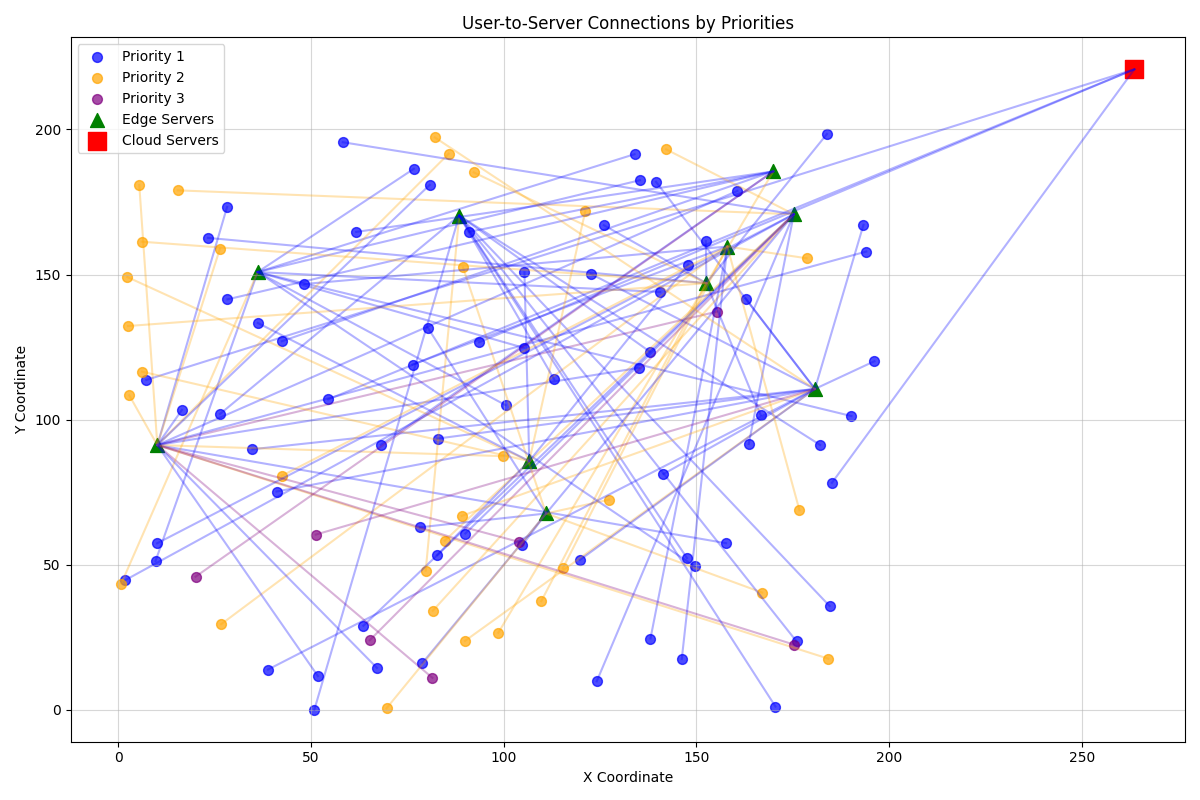 User-to-Server Connections by Priorities
Priority 1
Priority 2
Priority 3
Edge Servers
Cloud Servers
Y Coordinate
200
150
100
50
0
0 50 100 150 200 250
X Coordinate